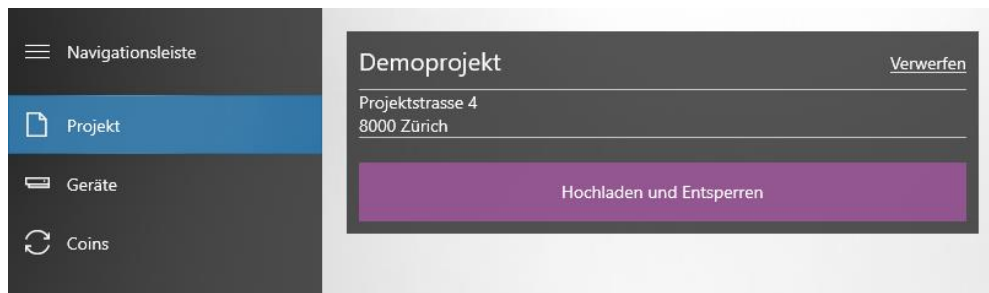 Navigationsleiste
Projekt
Geräte
Coins
Demoprojekt
Verwerfen
Projektstrasse 4
8000 Zürich
Hochladen und Entsperren